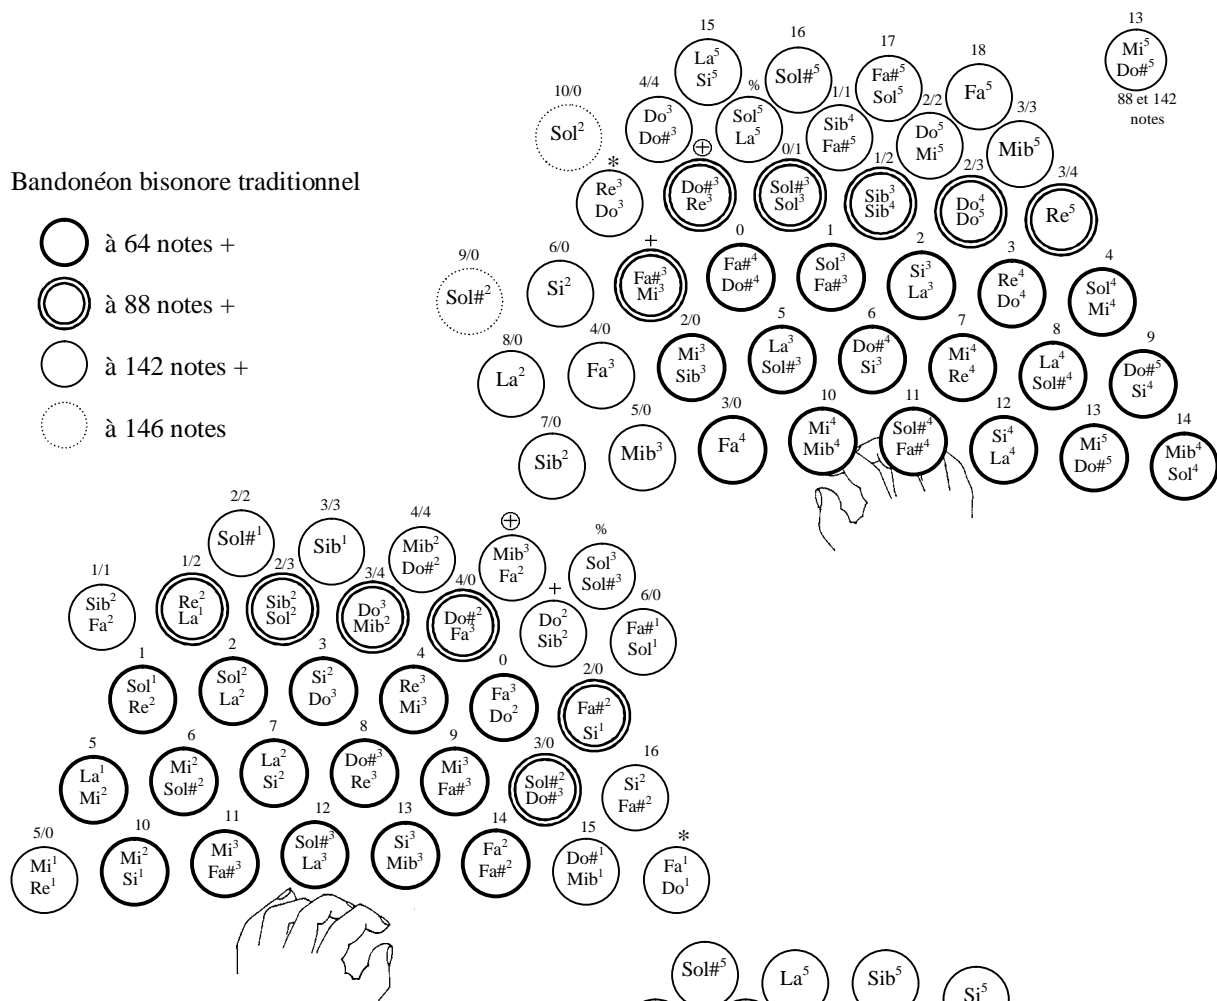 15
La5
Si5
16
Sol#5
17
Fa#5
Sol5
18
Fa5
13
Mi5
Do#5
88 et 142
notes
10/0
Sol2
4/4
Do3
Do#3
%
Sol5
La5
1/1
Sib4
Fa#5
2/2
Do5
Mi5
3/3
Mib5
Bandonéon bisonore traditionnel
à 64 notes +
à 88 notes +
à 142 notes +
à 146 notes
*
Re3
Do3
⊕
Do#3
Re3
0/1
Sol#3
Sol3
1/2
Sib3
Sib4
2/3
Do4
Do5
3/4
Re5
9/0
Sol#2
6/0
Si2
+
Fa#3
Mi3
0
Fa#4
Do#4
1
Sol3
Fa#3
2
Si3
La3
3
Re4
Do4
4
Sol4
Mi4
8/0
La2
4/0
Fa3
2/0
Mi3
Sib3
5
La3
Sol#3
6
Do#4
Si3
7
Mi4
Re4
8
La4
Sol#4
9
Do#5
Si4
7/0
Sib2
5/0
Mib3
3/0
Fa4
10
Mi4
Mib4
11
Sol#4
Fa#4
12
Si4
La4
13
Mi5
Do#5
14
Mib4
Sol4
2/2
Sol#1
3/3
Sib1
4/4
Mib2
Do#2
⊕
Mib3
Fa2
%
Sol3
Sol#3
1/1
Sib2
Fa2
1/2
Re2
La1
2/3
Sib2
Sol2
3/4
Do3
Mib2
4/0
Do#2
Fa3
+
Do2
Sib2
6/0
Fa#1
Sol1
1
Sol1
Re2
2
Sol2
La2
3
Si2
Do3
4
Re3
Mi3
0
Fa3
Do2
2/0
Fa#2
Si1
5
La1
Mi2
6
Mi2
Sol#2
7
La2
Si2
8
Do#3
Re3
9
Mi3
Fa#3
3/0
Sol#2
Do#3
16
Si2
Fa#2
5/0
Mi1
Re1
10
Mi2
Si1
11
Mi3
Fa#3
12
Sol#3
La3
13
Si3
Mib3
14
Fa2
Fa#2
15
Do#1
Mib1
*
Fa1
Do1
Sol#5
La5
Sib5
Si5